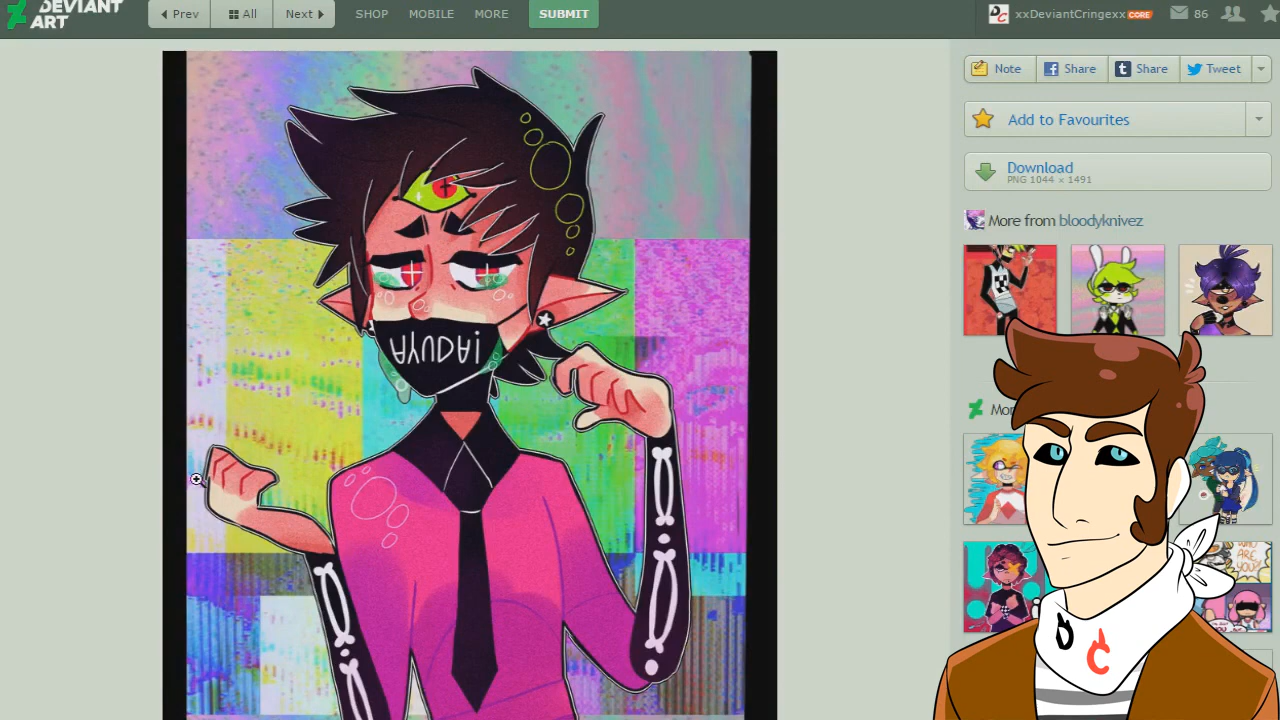 DEVIANT
ART
Prev
All
Next
SHOP
MOBILE
MORE
SUBMIT
xxDeviantCringexx CORE
86
Note
Share
Share
Tweet
Add to Favourites
Download
PNG 1044 × 1491
More from bloodyknivez
Mor
AYUDA!
WHO
ARE
YOU?
D
C